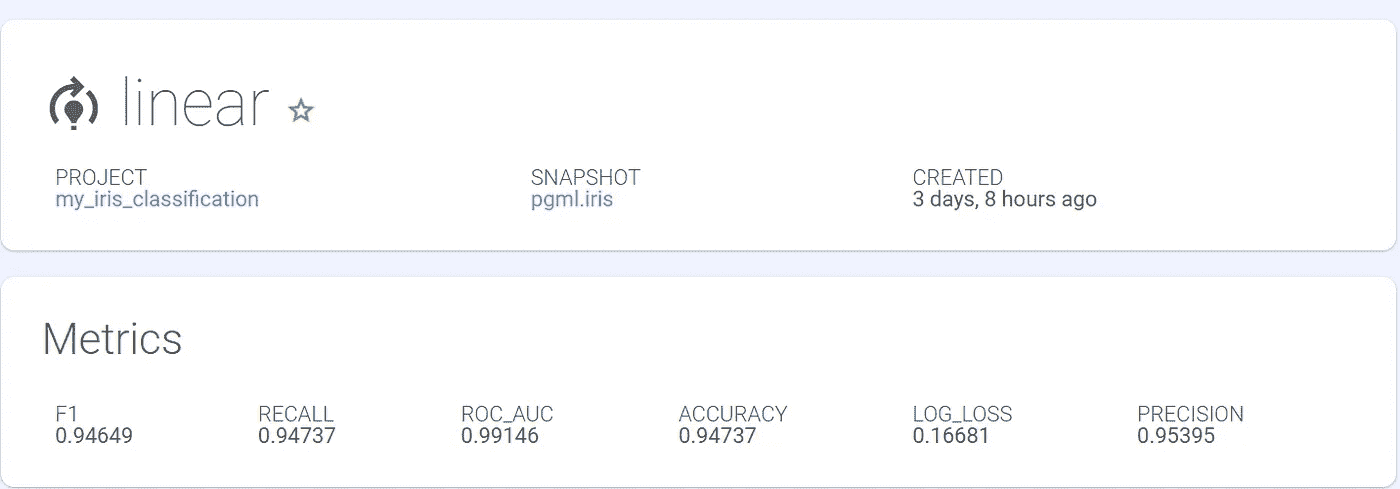 linear
PROJECT SNAPSHOT CREATED
my_iris_classification pgml.iris 3 days, 8 hours ago
Metrics
F1 RECALL ROC_AUC ACCURACY LOG_LOSS PRECISION
0.94649 0.94737 0.99146 0.94737 0.16681 0.95395